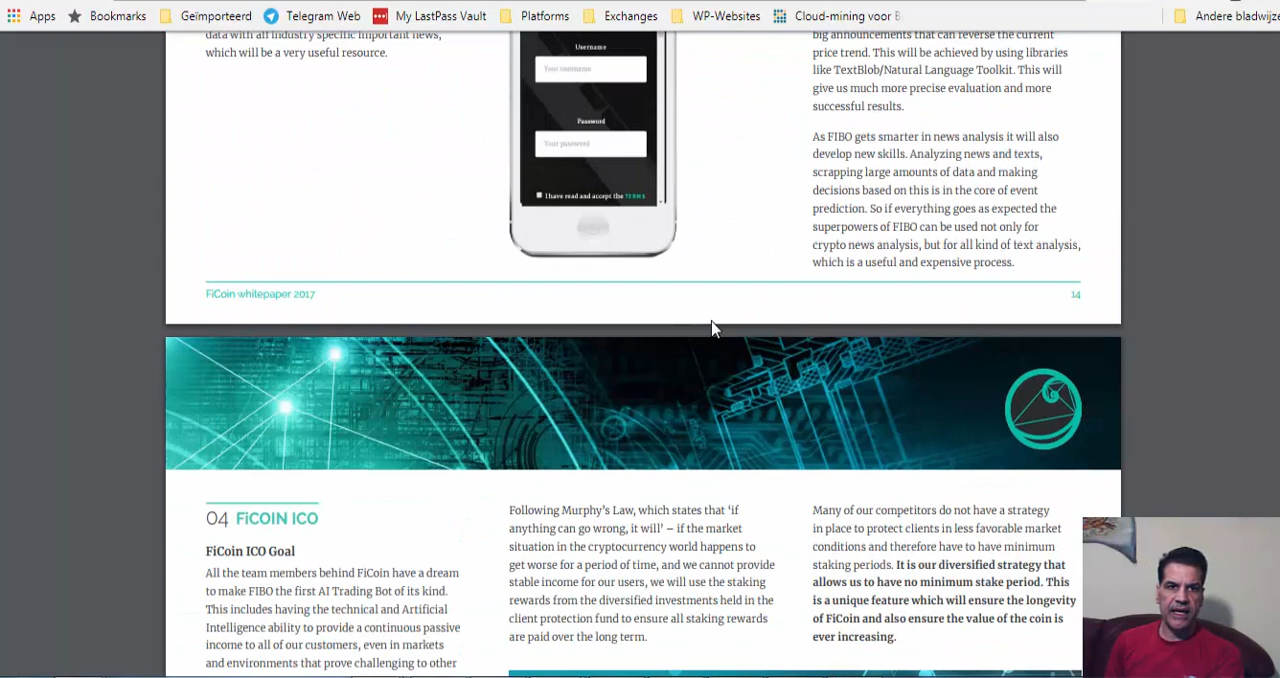 Apps Bookmarks Geïmporteerd Telegram Web My LastPass Vault Platforms Exchanges WP-Websites Cloud-mining voor B Andere bladwijze
data with an industry specific important news,
which will be a very useful resource.
Username
Your username
Password
Your password
I have read and accept the TERMS
big announcements that can reverse the current
price trend. This will be achieved by using libraries
like TextBlob/Natural Language Toolkit. This will
give us much more precise evaluation and more
successful results.
As FIBO gets smarter in news analysis it will also
develop new skills. Analyzing news and texts,
scrapping large amounts of data and making
decisions based on this is in the core of event
prediction. So if everything goes as expected the
superpowers of FIBO can be used not only for
crypto news analysis, but for all kind of text analysis,
which is a useful and expensive process.
FiCoin whitepaper 2017 14
04 FiCOIN ICO
FiCoin ICO Goal
All the team members behind FiCoin have a dream
to make FIBO the first AI Trading Bot of its kind.
This includes having the technical and Artificial
Intelligence ability to provide a continuous passive
income to all of our customers, even in markets
and environments that prove challenging to other
Following Murphy's Law, which states that 'if
anything can go wrong, it will' – if the market
situation in the cryptocurrency world happens to
get worse for a period of time, and we cannot provide
stable income for our users, we will use the staking
rewards from the diversified investments held in the
client protection fund to ensure all staking rewards
are paid over the long term.
Many of our competitors do not have a strategy
in place to protect clients in less favorable market
conditions and therefore have to have minimum
staking periods. It is our diversified strategy that
allows us to have no minimum stake period. This
is a unique feature which will ensure the longevity
of FiCoin and also ensure the value of the coin is
ever increasing.